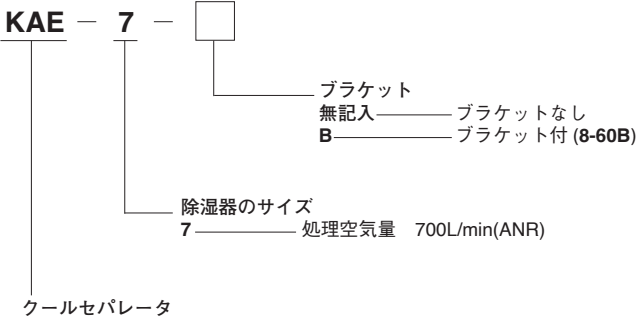 KAE － 7 － □
ブラケット
無記入 ブラケットなし
B ブラケット付 (8-60B)
除湿器のサイズ
7 処理空気量 700L/min(ANR)
クールセパレータ